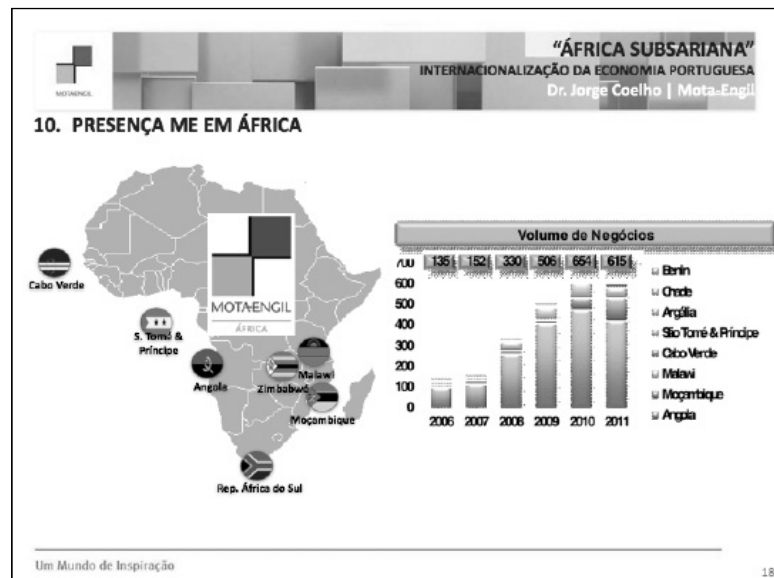 “ÁFRICA SUBSARIANA”
INTERNACIONALIZAÇÃO DA ECONOMIA PORTUGUESA
Dr. Jorge Coelho | Mota-Engil
MOTAENGIL
10. PRESENÇA ME EM ÁFRICA
MOTA-ENGIL
ÁFRICA
Cabo Verde
S. Tomé &
Príncipe
Angola
Zimbabwé
Malawi
Moçambique
Rep. África do Sul
Volume de Negócios
135 152 330 506 654 615
700
600
500
400
300
200
100
0
2006 2007 2008 2009 2010 2011
Benin
Chade
Argélia
São Tomé & Príncipe
Cabo Verde
Malawi
Moçambique
Angola
Um Mundo de Inspiração
18